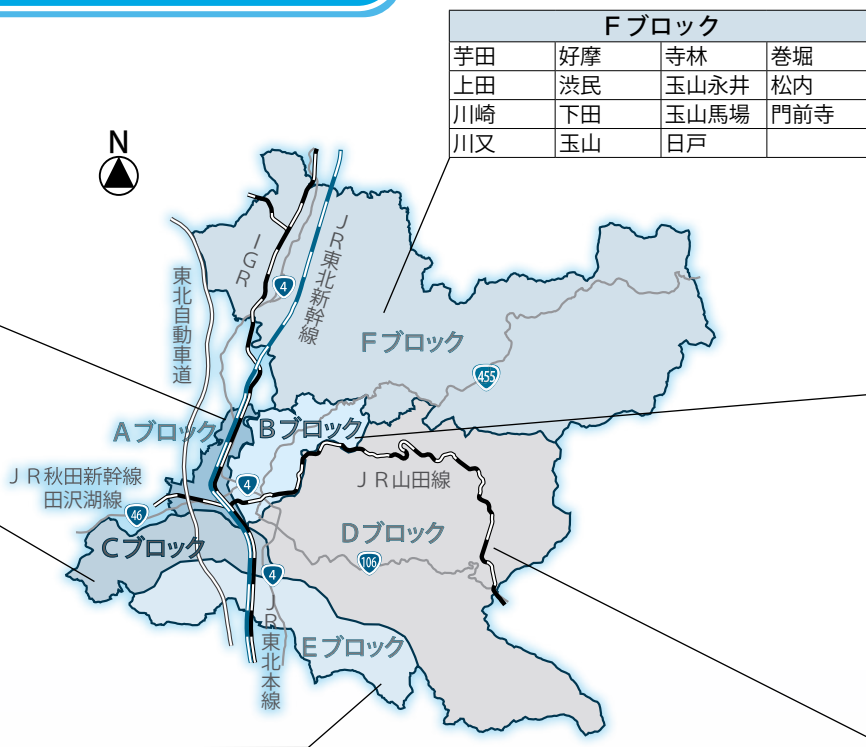 Fブロック
芋田 好摩 寺林 巻堀
上田 渋民 玉山永井 松内
川崎 下田 玉山馬場 門前寺
川又 玉山 日戸
N
IGR
4
JR東北新幹線
東北自動車道
Fブロック
455
Aブロック
Bブロック
JR秋田新幹線
田沢湖線
46
4
JR山田線
Cブロック
Dブロック
106
4
JR東北本線
Eブロック